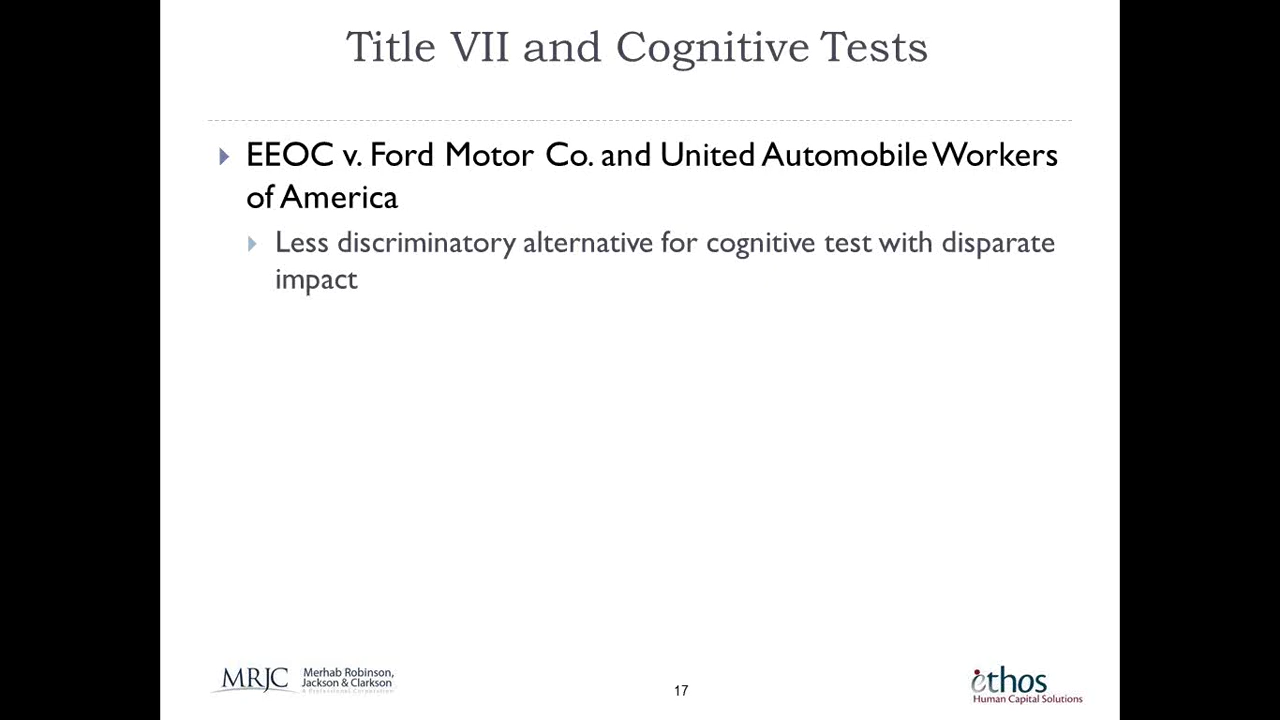 Title VII and Cognitive Tests
EEOC v. Ford Motor Co. and United Automobile Workers
of America
Less discriminatory alternative for cognitive test with disparate
impact
MRJC Merhab Robinson,
Jackson & Clarkson
A Professional Corporation
17
ethos
Human Capital Solutions